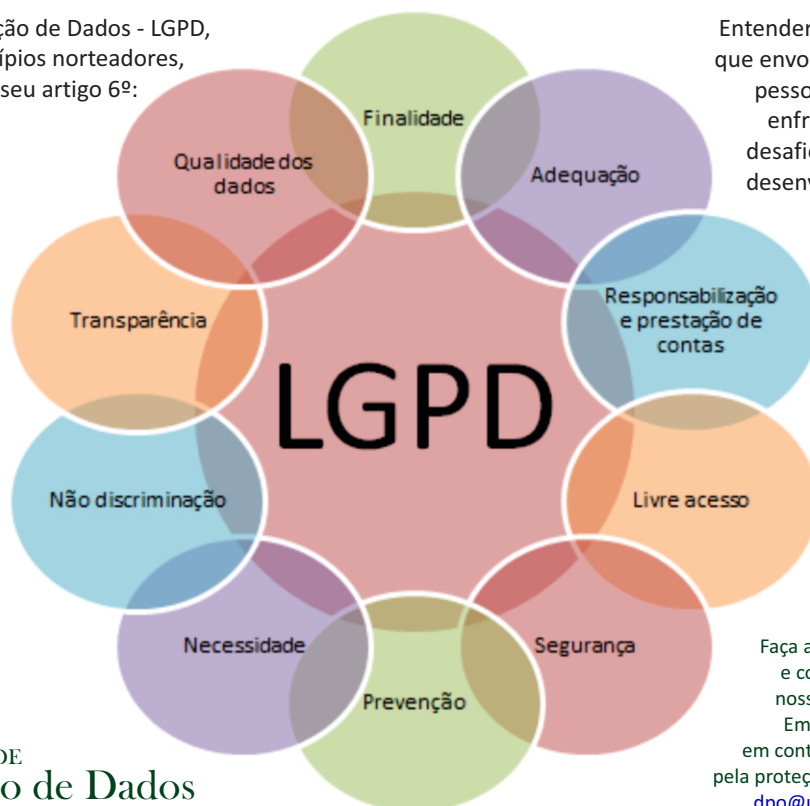 ção de Dados - LGPD,
ípios norteadores,
seu artigo 6º:
Entender
que envo
pesso
enfr
desafi
desenv
Finalidade
Adequação
Responsabilização
e prestação de
contas
Livre acesso
Segurança
Prevenção
Necessidade
Não discriminação
Transparência
Qualidade dos
dados
LGPD
Faça a
e co
noss
Em
em cont
pela proteç
DE
o de Dados